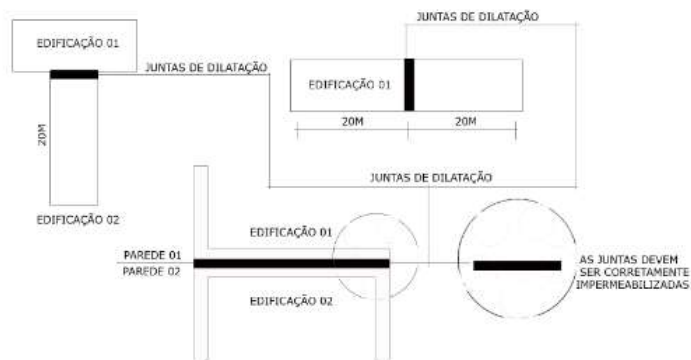 JUNTAS DE DILATAÇÃO
EDIFICAÇÃO 01
JUNTAS DE DILATAÇÃO
EDIFICAÇÃO 01
20M
20M
20M
JUNTAS DE DILATAÇÃO
EDIFICAÇÃO 02
EDIFICAÇÃO 01
PAREDE 01
PAREDE 02
AS JUNTAS DEVEM
SER CORRETAMENTE
IMPERMEABILIZADAS
EDIFICAÇÃO 02